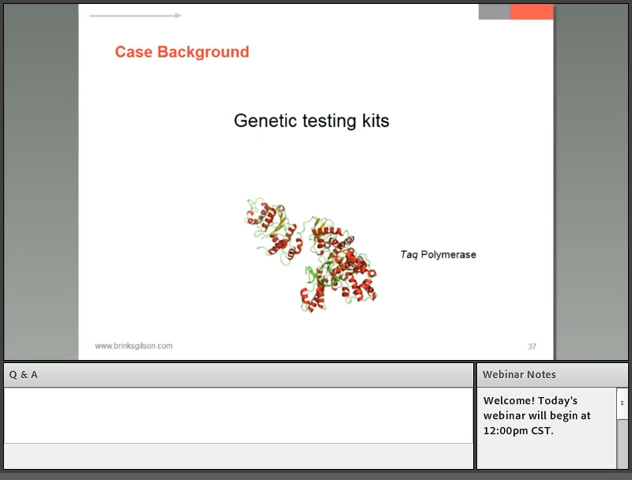 Case Background
Genetic testing kits
Taq Polymerase
www.brinksgilson.com
37
Q & A
Webinar Notes
Welcome! Today's
webinar will begin at
12:00pm CST.